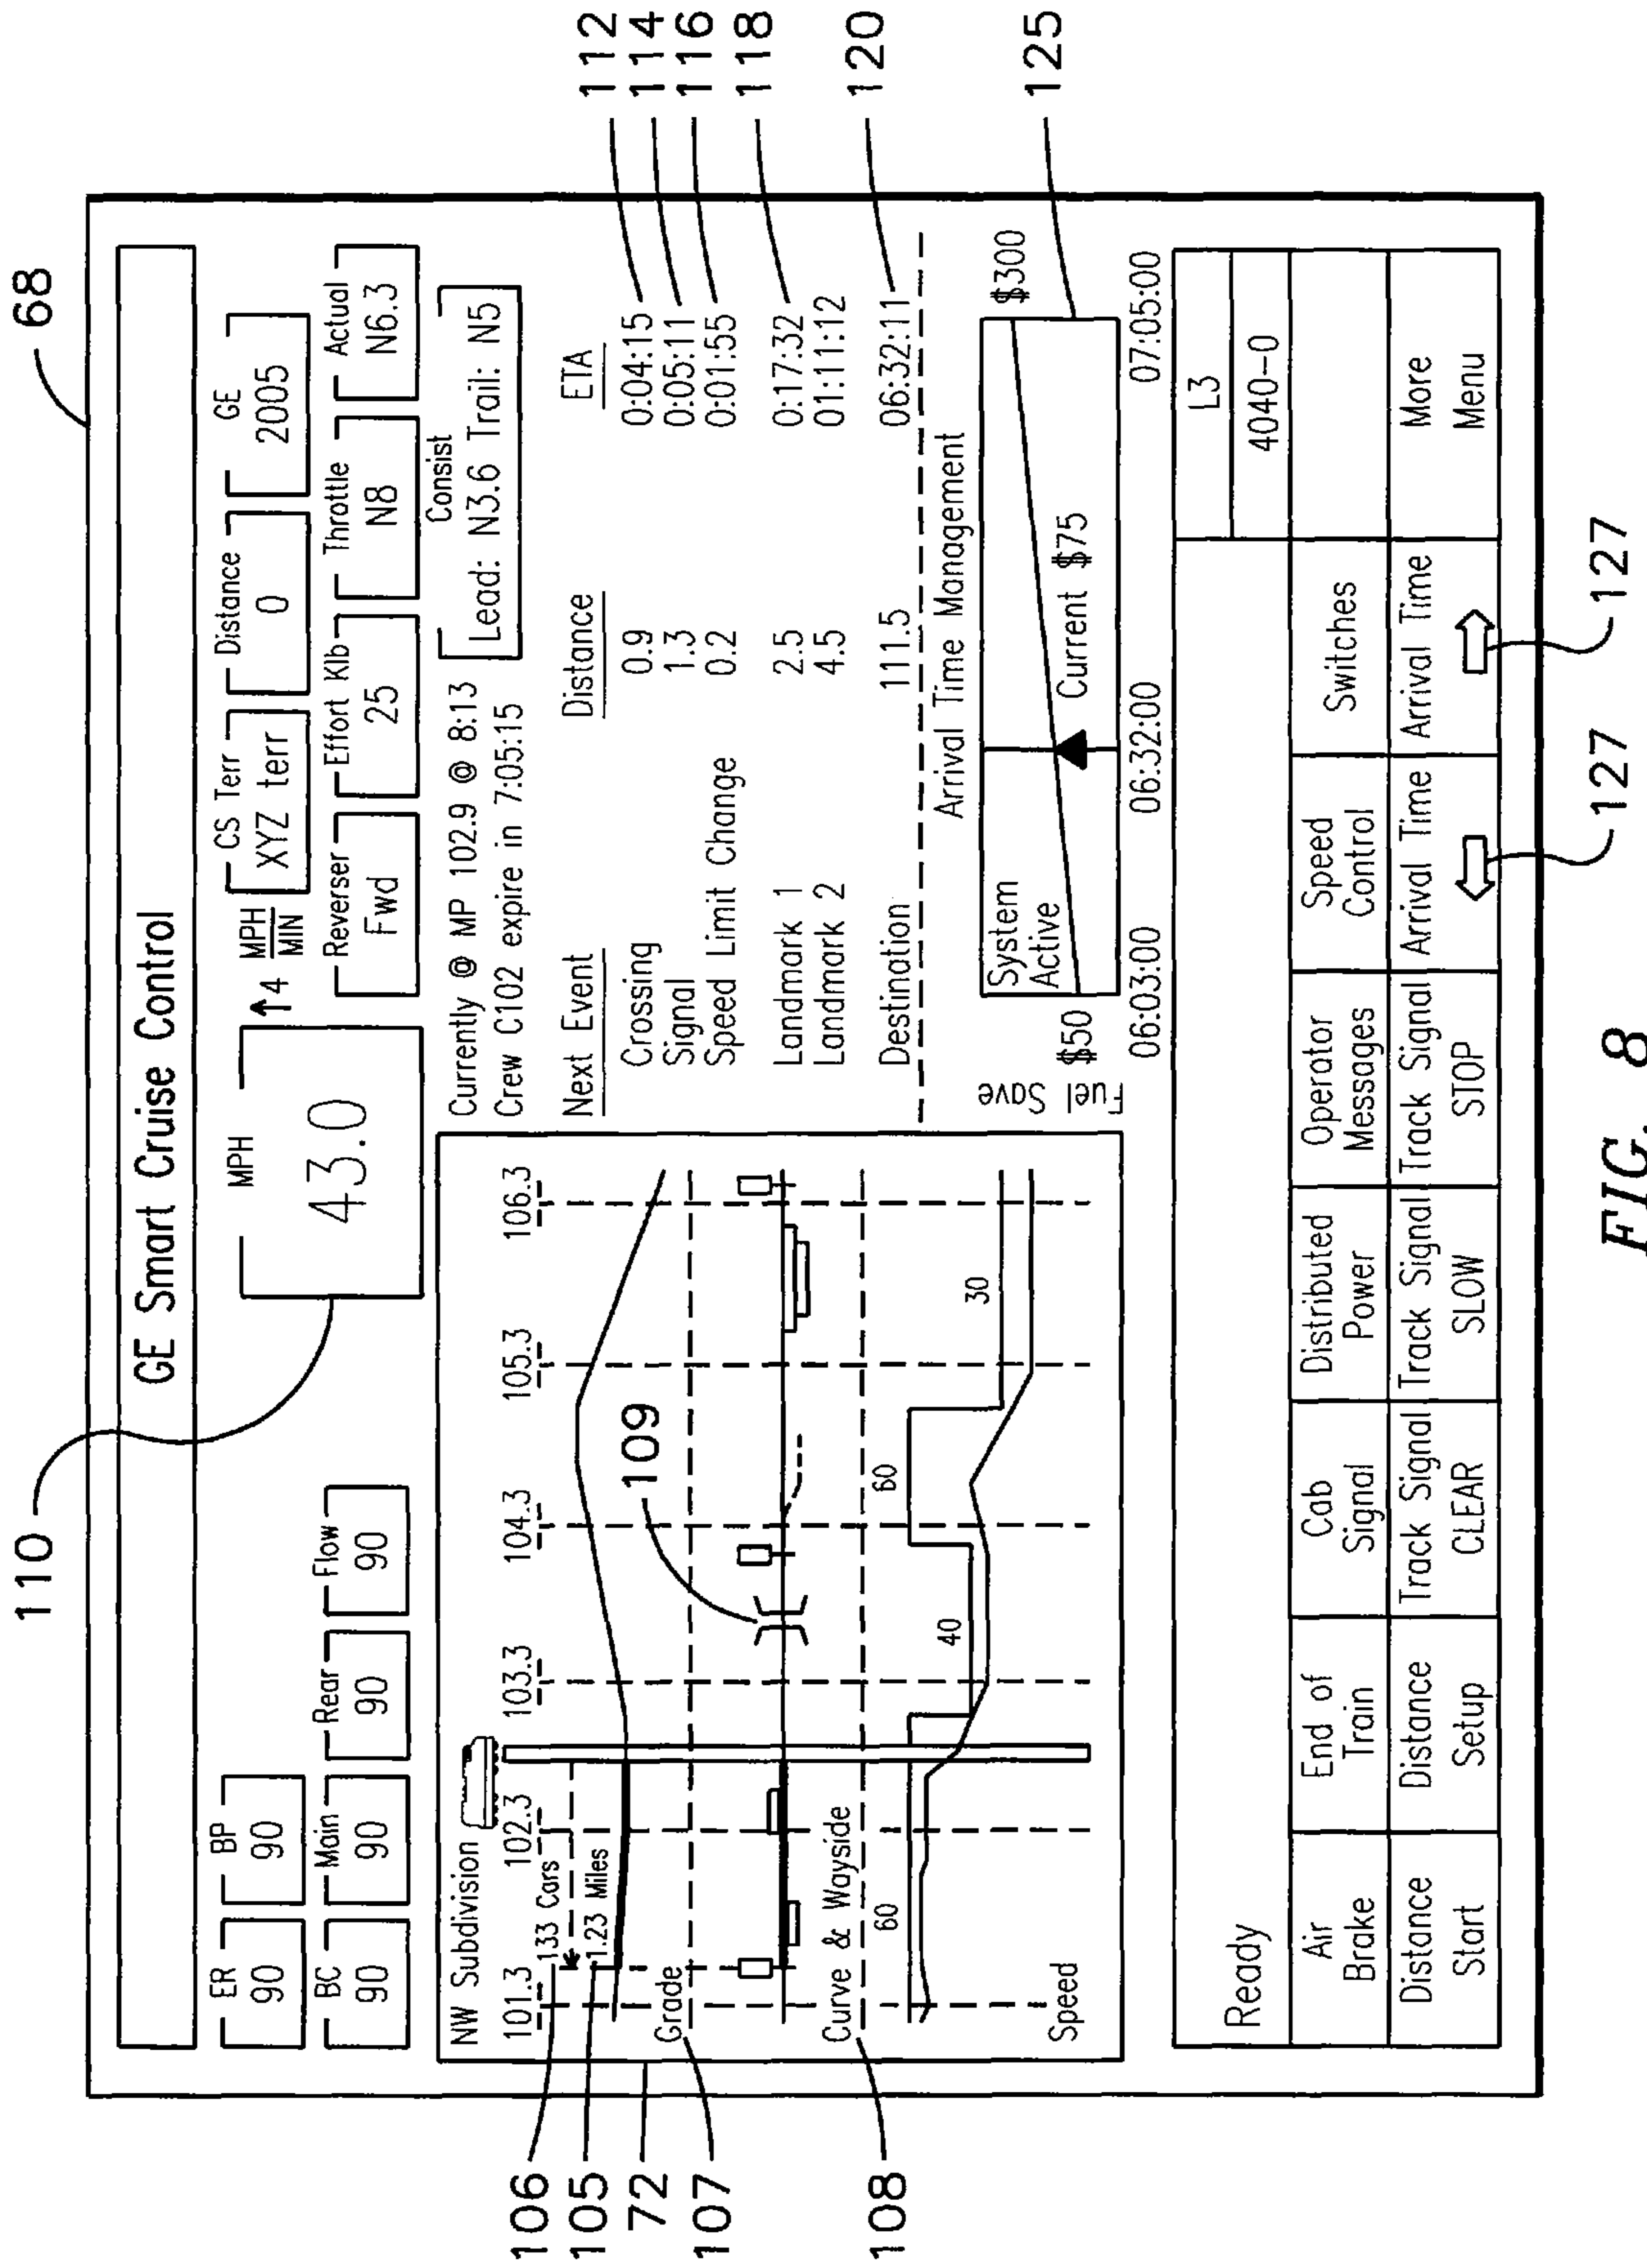 110
68
GE Smart Cruise Control
ER
90
BP
90
BC
90
Main
90
Rear
90
Flow
90
MPH
43.0
↑4 MPH
MIN
CS Terr
XYZ terr
Distance
0
GE
2005
Reverser
Fwd
Effort Klb
25
Throttle
N8
Actual
N6.3
Consist
Lead: N3.6 Trail: N5
Currently @ MP 102.9 @ 8:13
Crew C102 expire in 7:05:15
NW Subdivision
101.3 102.3 103.3 104.3 105.3 106.3
133 Cars
1.23 Miles
Grade
109
Curve & Wayside
60 40 60 30
Speed
106
105
72
107
108
Next Event Distance ETA
Crossing 0.9 0:04:15
Signal 1.3 0:05:11
Speed Limit Change 0.2 0:01:55
Landmark 1 2.5 0:17:32
Landmark 2 4.5 01:11:12
Destination 111.5 06:32:11
112
114
116
118
120
125
Arrival Time Management
Fuel Save
$50
System
Active
Current $75
$300
06:03:00 06:32:00 07:05:00
Ready
L3
4040-0
Air
Brake
End of
Train
Cab
Signal
Distributed
Power
Operator
Messages
Speed
Control
Switches
Distance
Start
Distance
Setup
Track Signal
CLEAR
Track Signal
SLOW
Track Signal
STOP
Arrival Time
Arrival Time
More
Menu
127
127
FIG. 8